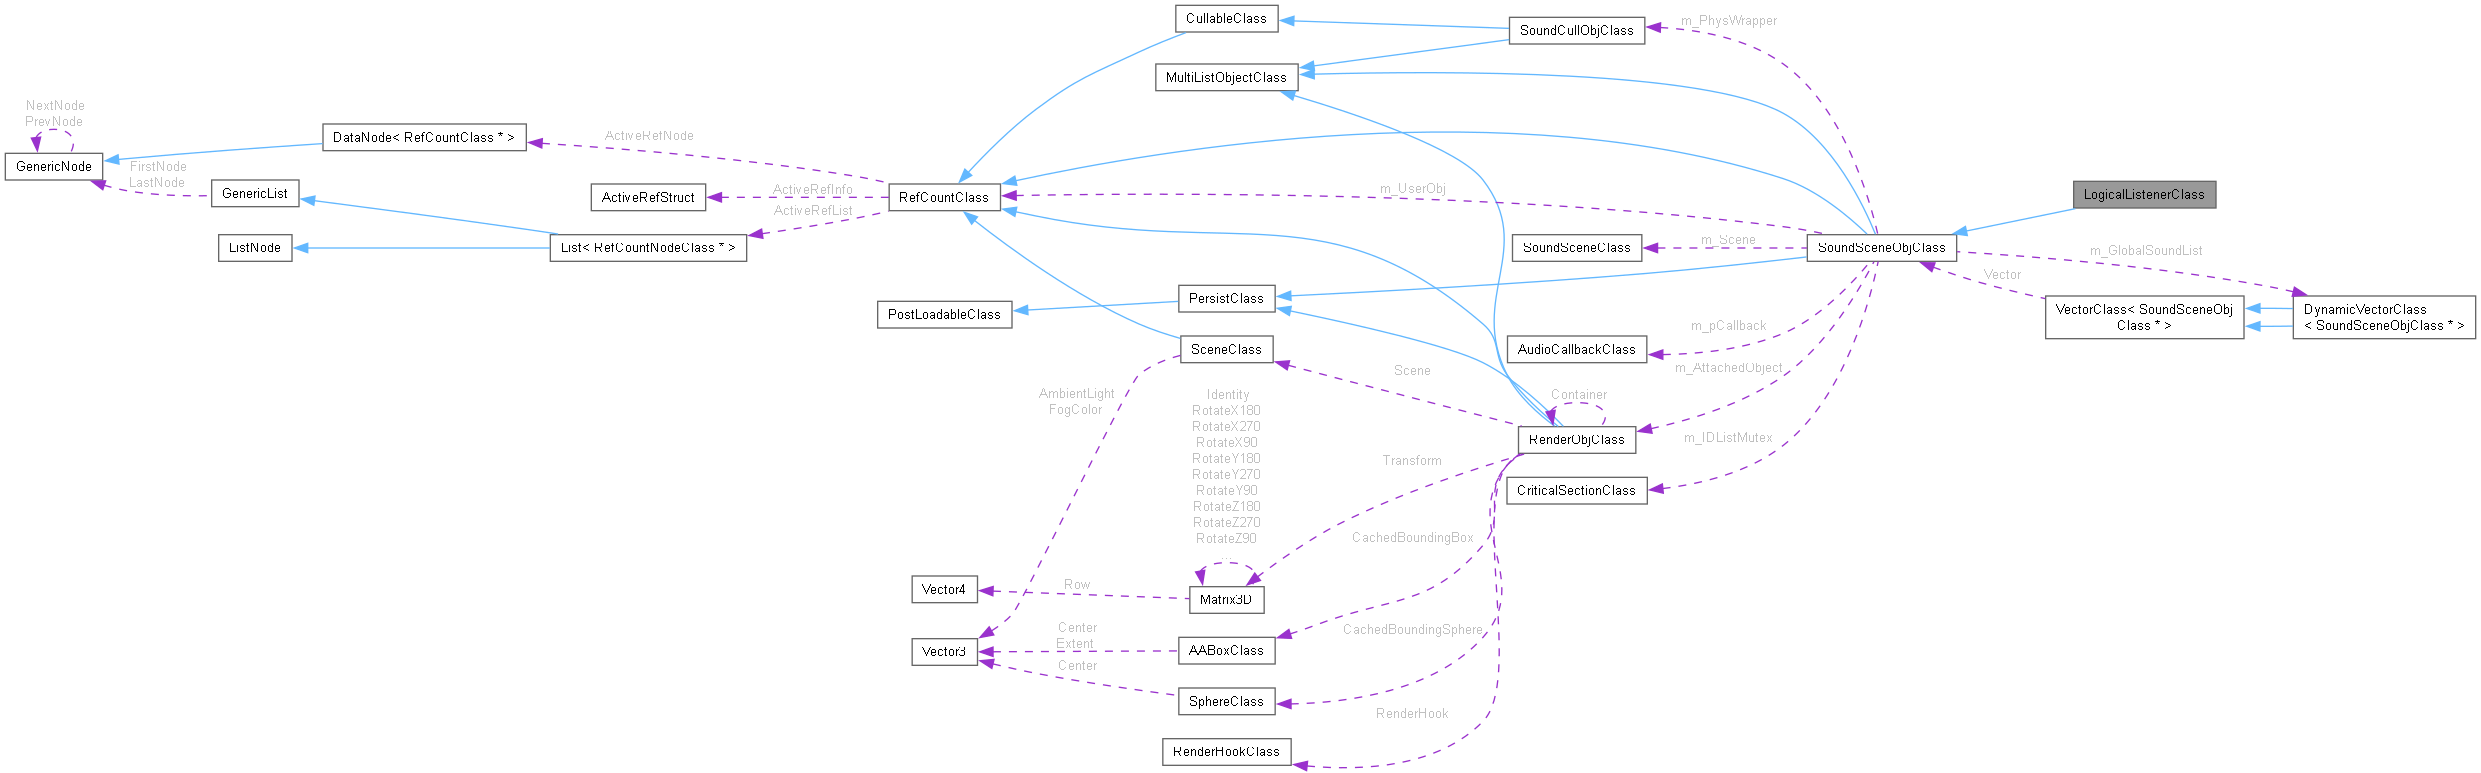 CullableClass
SoundCullObjClass
m_PhysWrapper
MultiListObjectClass
NextNode
PrevNode
DataNode< RefCountClass * >
ActiveRefNode
GenericNode
FirstNode
LastNode
GenericList
ActiveRefStruct
ActiveRefInfo
ActiveRefList
RefCountClass
m_UserObj
LogicalListenerClass
ListNode
List< RefCountNodeClass * >
SoundSceneClass
m_Scene
SoundSceneObjClass
m_GlobalSoundList
Vector
PostLoadableClass
PersistClass
VectorClass< SoundSceneObj
Class * >
DynamicVectorClass
< SoundSceneObjClass * >
m_pCallback
SceneClass
AudioCallbackClass
m_AttachedObject
Scene
AmbientLight
FogColor
Container
Identity
RotateX180
RotateX270
RotateX90
RotateY180
RotateY270
RotateY90
RotateZ180
RotateZ270
RotateZ90
...
RenderObjClass
m_IDListMutex
Transform
CriticalSectionClass
CachedBoundingBox
Vector4
Row
Matrix3D
Center
Extent
CachedBoundingSphere
Vector3
AABoxClass
Center
SphereClass
RenderHook
RenderHookClass